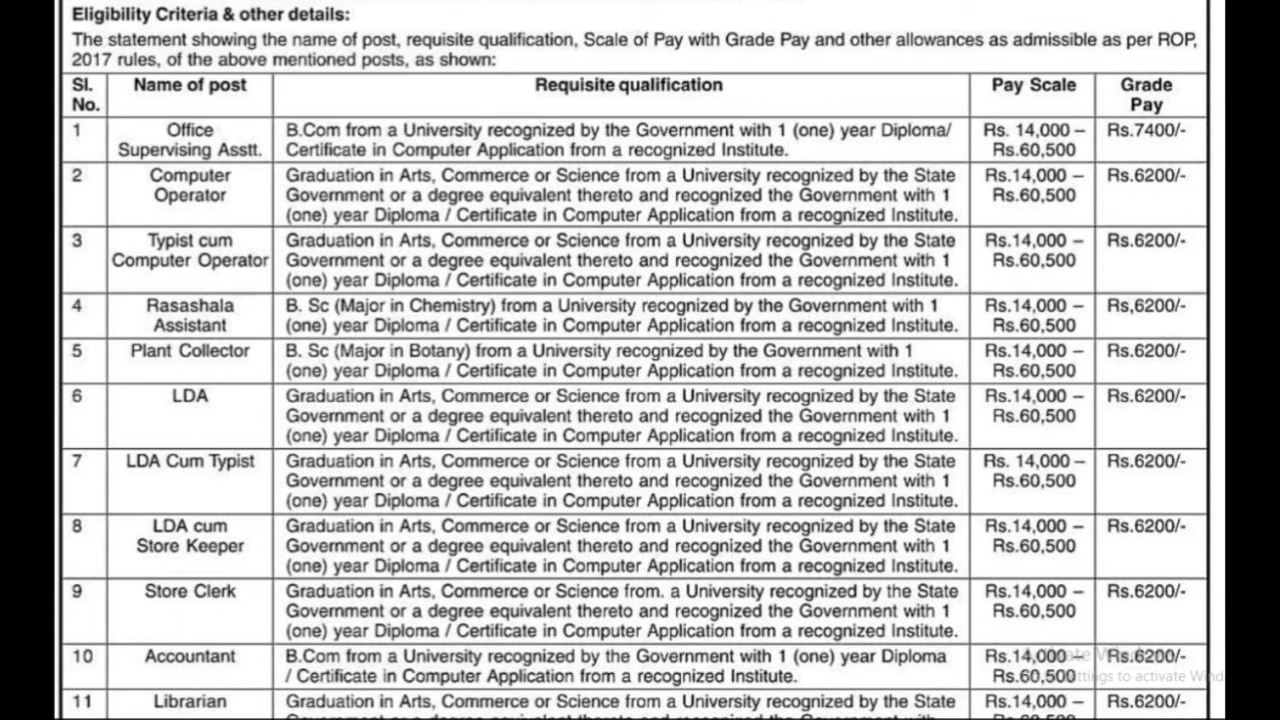 Eligibility Criteria & other details:
The statement showing the name of post, requisite qualification, Scale of Pay with Grade Pay and other allowances as admissible as per ROP,
2017 rules, of the above mentioned posts, as shown:
Sl. No.
Name of post
Requisite qualification
Pay Scale
Grade Pay
1
Office
Supervising Asstt.
B.Com from a University recognized by the Government with 1 (one) year Diploma/
Certificate in Computer Application from a recognized Institute.
Rs. 14,000 –
Rs.60,500
Rs.7400/-
2
Computer
Operator
Graduation in Arts, Commerce or Science from a University recognized by the State
Government or a degree equivalent thereto and recognized the Government with 1
(one) year Diploma / Certificate in Computer Application from a recognized Institute.
Rs.14,000 –
Rs.60,500
Rs.6200/-
3
Typist cum
Computer Operator
Graduation in Arts, Commerce or Science from a University recognized by the State
Government or a degree equivalent thereto and recognized the Government with 1
(one) year Diploma / Certificate in Computer Application from a recognized Institute.
Rs.14,000 –
Rs.60,500
Rs.6200/-
4
Rasashala
Assistant
B. Sc (Major in Chemistry) from a University recognized by the Government with 1
(one) year Diploma / Certificate in Computer Application from a recognized Institute.
Rs.14,000 –
Rs.60,500
Rs,6200/-
5
Plant Collector
B. Sc (Major in Botany) from a University recognized by the Government with 1
(one) year Diploma / Certificate in Computer Application from a recognized Institute.
Rs.14,000 –
Rs.60,500
Rs.6200/-
6
LDA
Graduation in Arts, Commerce or Science from a University recognized by the State
Government or a degree equivalent thereto and recognized the Government with 1
(one) year Diploma / Certificate in Computer Application from a recognized Institute.
Rs.14,000 –
Rs.60,500
Rs.6200/-
7
LDA Cum Typist
Graduation in Arts, Commerce or Science from a University recognized by the State
Government or a degree equivalent thereto and recognized the Government with 1
(one) year Diploma / Certificate in Computer Application from a recognized Institute.
Rs. 14,000 –
Rs.60,500
Rs.6200/-
8
LDA cum
Store Keeper
Graduation in Arts, Commerce or Science from a University recognized by the State
Government or a degree equivalent thereto and recognized the Government with 1
(one) year Diploma / Certificate in Computer Application from a recognized Institute.
Rs.14,000 –
Rs.60,500
Rs.6200/-
9
Store Clerk
Graduation in Arts, Commerce or Science from. a University recognized by the State
Government or a degree equivalent thereto and recognized the Government with 1
(one) year Diploma / Certificate in Computer Application from a recognized Institute.
Rs.14,000 –
Rs.60,500
Rs.6200/-
10
Accountant
B.Com from a University recognized by the Government with 1 (one) year Diploma
/ Certificate in Computer Application from a recognized Institute.
Rs.14,000 –
Rs.60,500
Rs.6200/-
11
Librarian
Graduation in Arts, Commerce or Science from a University recognized by the State
Rs.14,000 –
Rs.6200/-